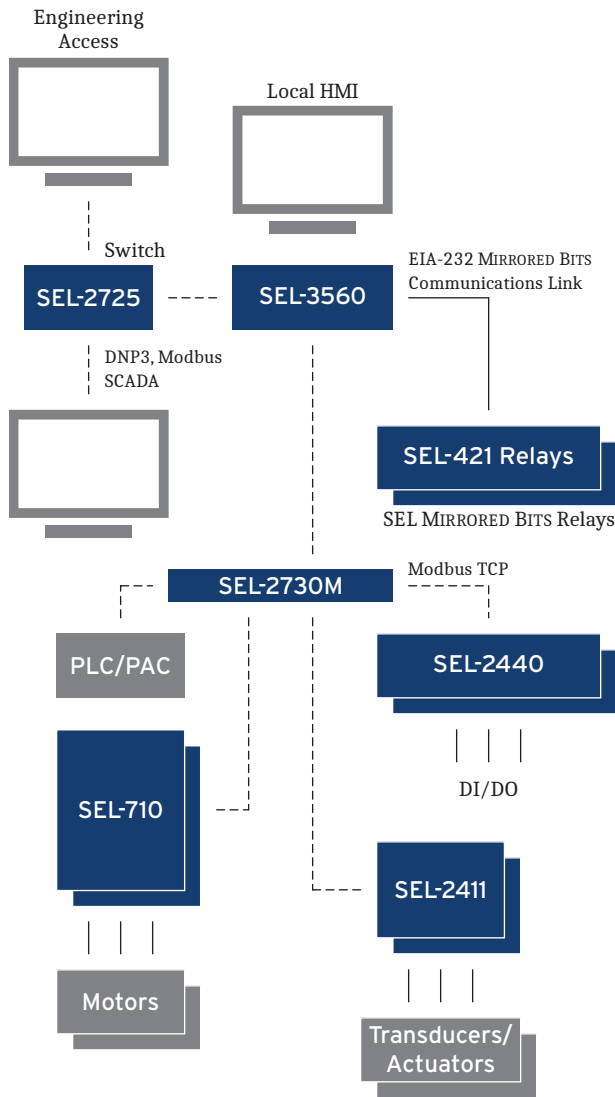 Engineering
Access
Local HMI
Switch
SEL-2725
SEL-3560
EIA-232 MIRRORED BITS
Communications Link
DNP3, Modbus
SCADA
SEL-421 Relays
SEL MIRRORED BITS Relays
SEL-2730M
Modbus TCP
PLC/PAC
SEL-2440
DI/DO
SEL-710
SEL-2411
Motors
Transducers/
Actuators